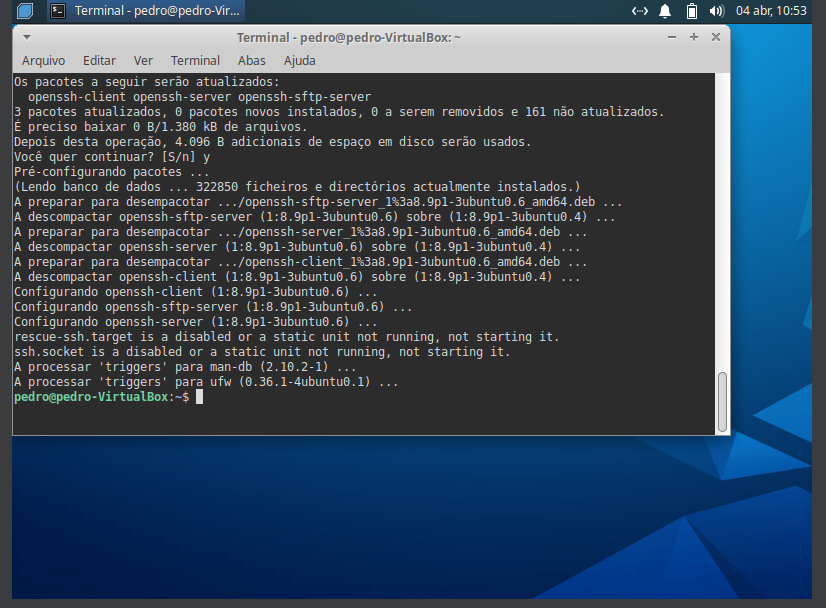 Terminal - pedro@pedro-Vir...
04 abr, 10:53
Terminal - pedro@pedro-VirtualBox: ~
Arquivo Editar Ver Terminal Abas Ajuda
Os pacotes a seguir serão atualizados:
openssh-client openssh-server openssh-sftp-server
3 pacotes atualizados, 0 pacotes novos instalados, 0 a serem removidos e 161 não atualizados.
É preciso baixar 0 B/1.380 kB de arquivos.
Depois desta operação, 4.096 B adicionais de espaço em disco serão usados.
Você quer continuar? [S/n] y
Pré-configurando pacotes ...
(Lendo banco de dados ... 322850 ficheiros e directórios actualmente instalados.)
A preparar para desempacotar .../openssh-sftp-server_1%3a8.9p1-3ubuntu0.6_amd64.deb ...
A descompactar openssh-sftp-server (1:8.9p1-3ubuntu0.6) sobre (1:8.9p1-3ubuntu0.4) ...
A preparar para desempacotar .../openssh-server_1%3a8.9p1-3ubuntu0.6_amd64.deb ...
A descompactar openssh-server (1:8.9p1-3ubuntu0.6) sobre (1:8.9p1-3ubuntu0.4) ...
A preparar para desempacotar .../openssh-client_1%3a8.9p1-3ubuntu0.6_amd64.deb ...
A descompactar openssh-client (1:8.9p1-3ubuntu0.6) sobre (1:8.9p1-3ubuntu0.4) ...
Configurando openssh-client (1:8.9p1-3ubuntu0.6) ...
Configurando openssh-sftp-server (1:8.9p1-3ubuntu0.6) ...
Configurando openssh-server (1:8.9p1-3ubuntu0.6) ...
rescue-ssh.target is a disabled or a static unit not running, not starting it.
ssh.socket is a disabled or a static unit not running, not starting it.
A processar 'triggers' para man-db (2.10.2-1) ...
A processar 'triggers' para ufw (0.36.1-4ubuntu0.1) ...
pedro@pedro-VirtualBox:~$